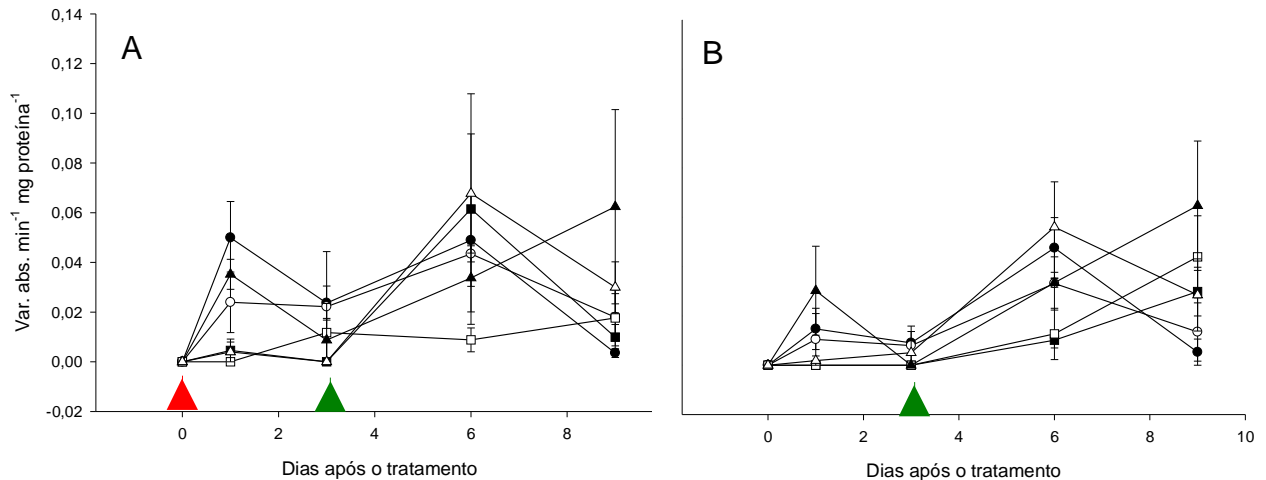 0,14
0,12
0,10
0,08
0,06
0,04
0,02
0,00
-0,02
Var. abs. min⁻¹ mg proteína⁻¹
A
0 2 4 6 8
Dias após o tratamento
B
0 2 4 6 8 10
Dias após o tratamento